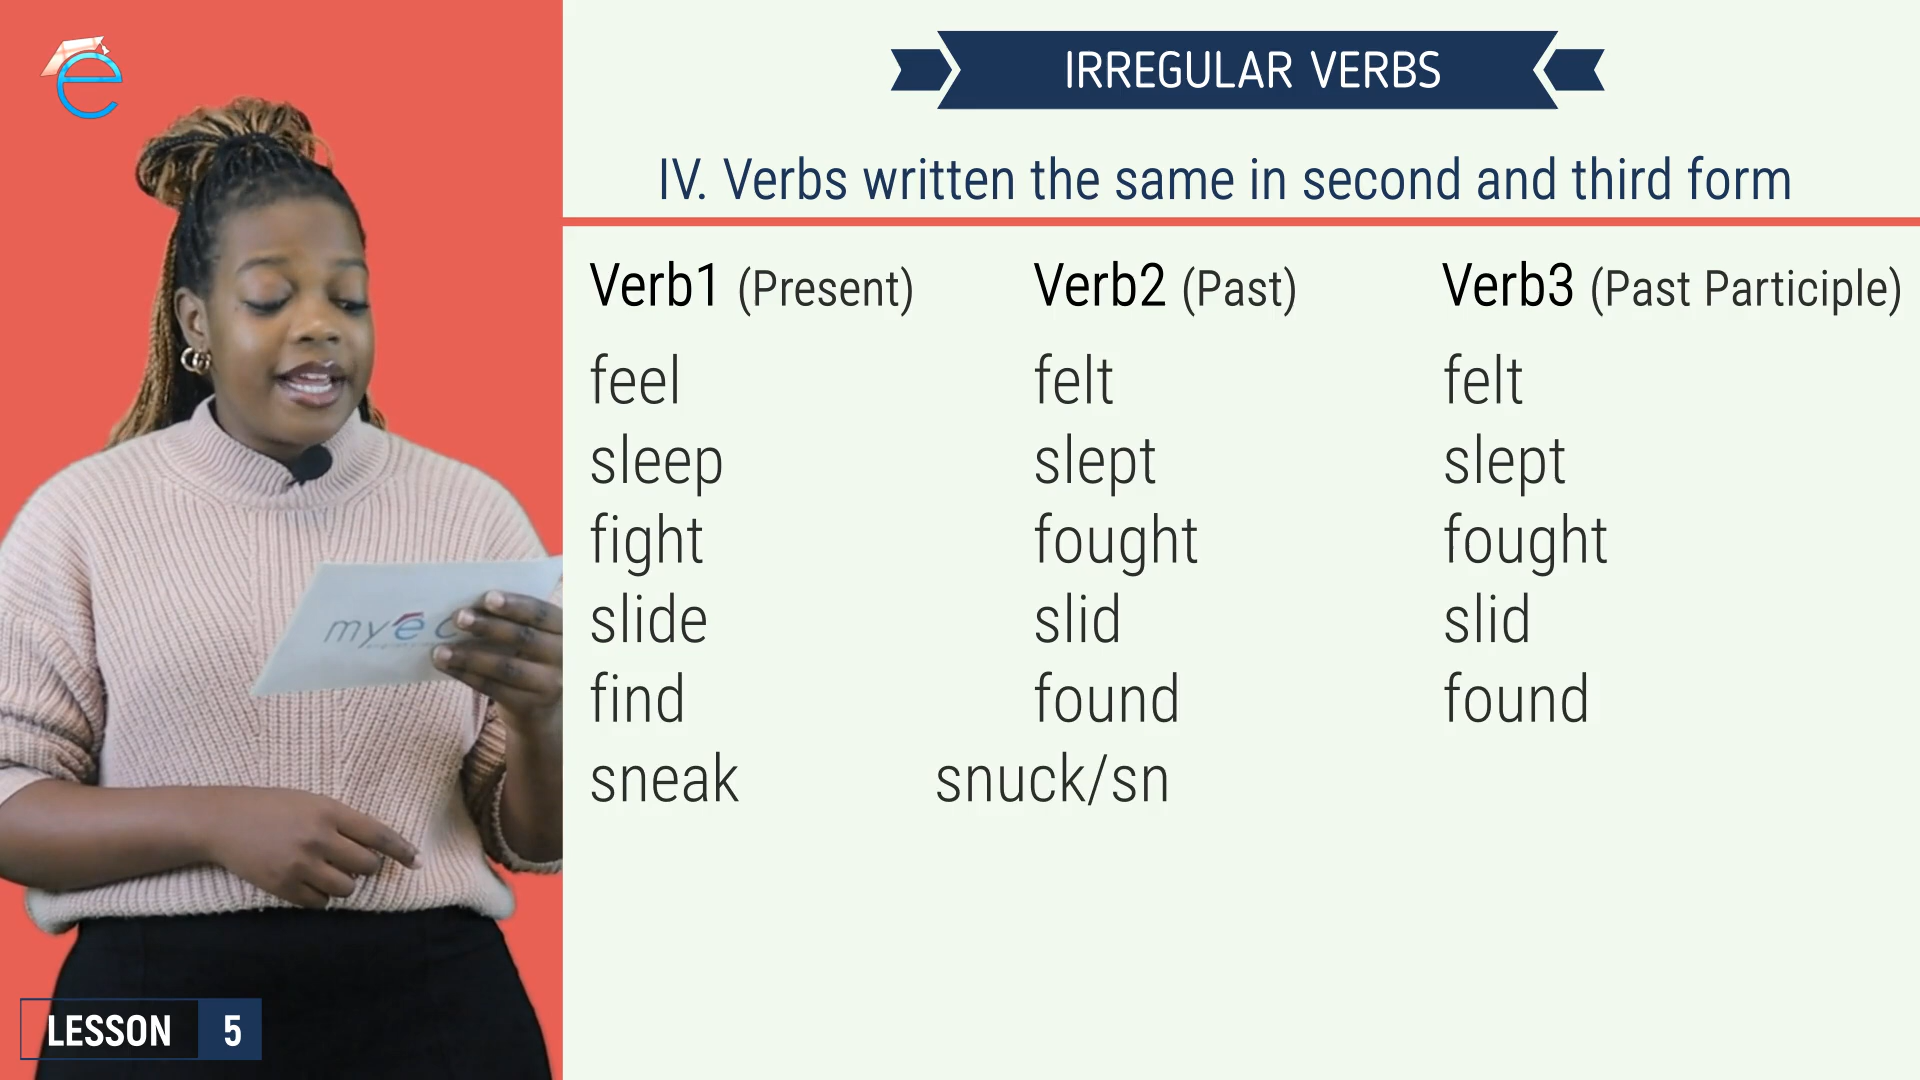 IRREGULAR VERBS
IV. Verbs written the same in second and third form
Verb1 (Present) Verb2 (Past) Verb3 (Past Participle)
feel felt felt
sleep slept slept
fight fought fought
slide slid slid
find found found
sneak snuck/sn
my e c
LESSON 5